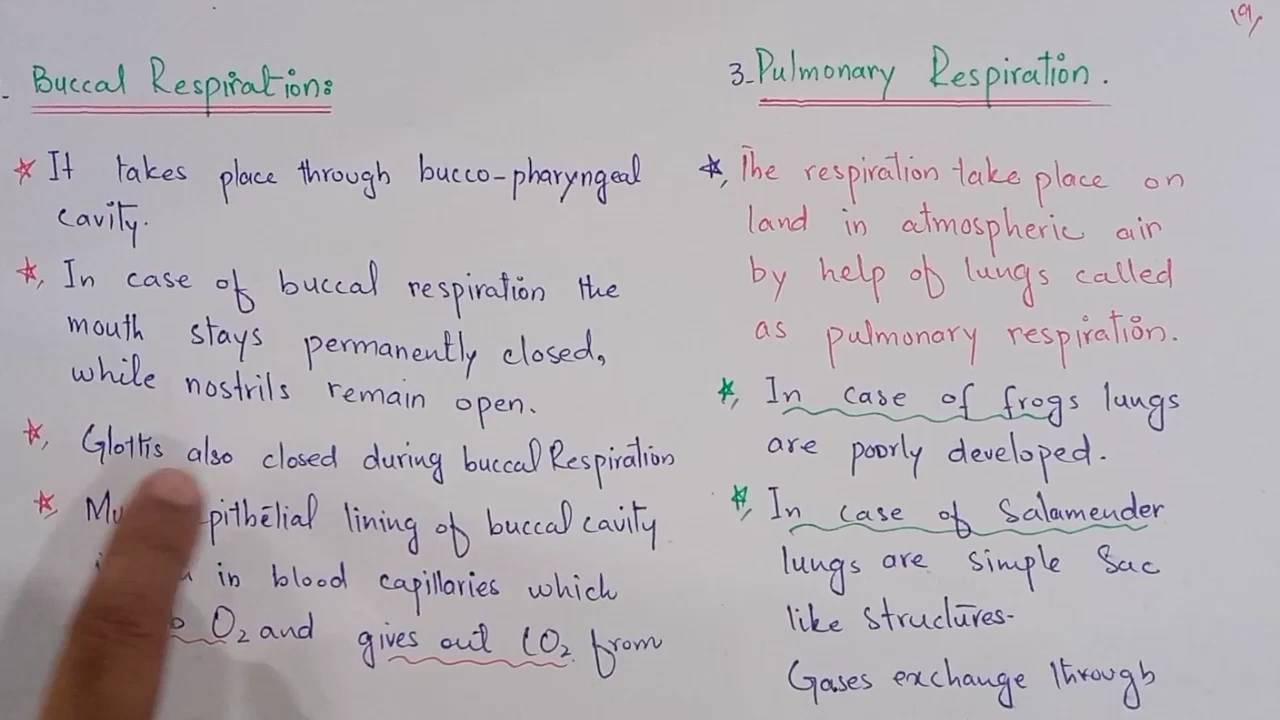 Buccal Respiration:
★ It takes place through bucco-pharyngeal
cavity.
★, In case of buccal respiration the
mouth stays permanently closed,
while nostrils remain open.
★, Glottis also closed during buccal Respiration
★, lining of buccal cavity
in blood capillaries which
O2 and gives out CO2 from
19/
3-Pulmonary Respiration.
★, The respiration take place on
land in atmospheric air
by help of lungs called
as pulmonary respiration.
★, In case of frogs lungs
are poorly developed.
★, In case of Salamender
lungs are simple Sac
like structures-
Gases exchange through